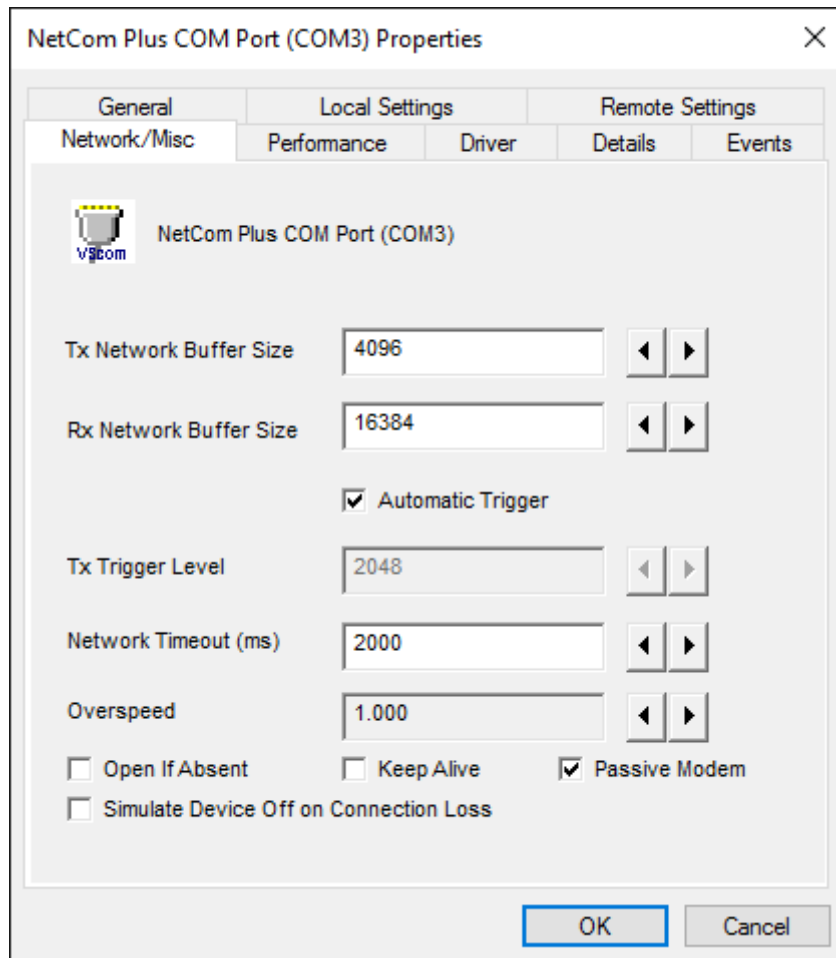 NetCom Plus COM Port (COM3) Properties
General Local Settings Remote Settings
Network/Misc Performance Driver Details Events
VScom
NetCom Plus COM Port (COM3)
Tx Network Buffer Size 4096
Rx Network Buffer Size 16384
Automatic Trigger
Tx Trigger Level 2048
Network Timeout (ms) 2000
Overspeed 1.000
Open If Absent Keep Alive Passive Modem
Simulate Device Off on Connection Loss
OK Cancel